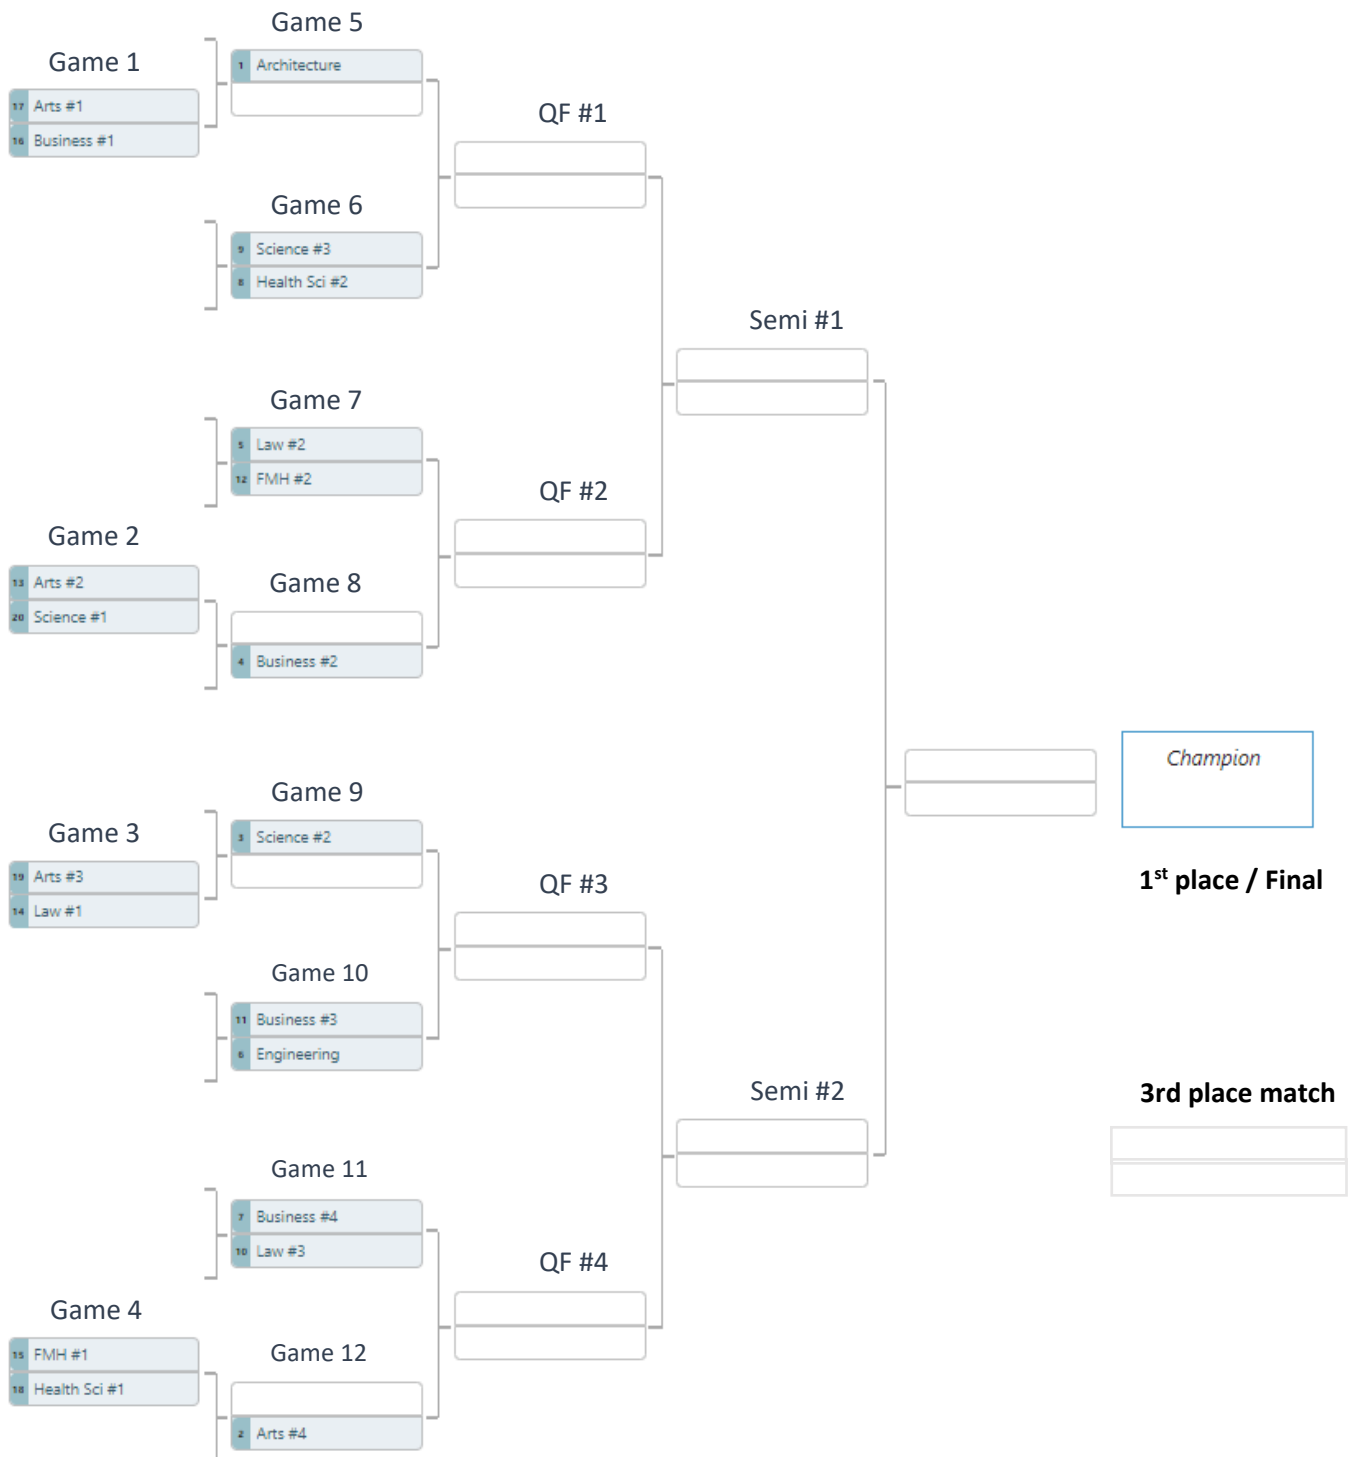 Game 5
Game 1
1 Architecture
17 Arts #1
16 Business #1
QF #1
Game 6
9 Science #3
8 Health Sci #2
Semi #1
Game 7
5 Law #2
12 FMH #2
QF #2
Game 2
13 Arts #2
20 Science #1
Game 8
4 Business #2
Champion
Game 9
Game 3
3 Science #2
19 Arts #3
14 Law #1
QF #3
1st place / Final
Game 10
11 Business #3
6 Engineering
Semi #2
3rd place match
Game 11
7 Business #4
10 Law #3
QF #4
Game 4
15 FMH #1
18 Health Sci #1
Game 12
2 Arts #4